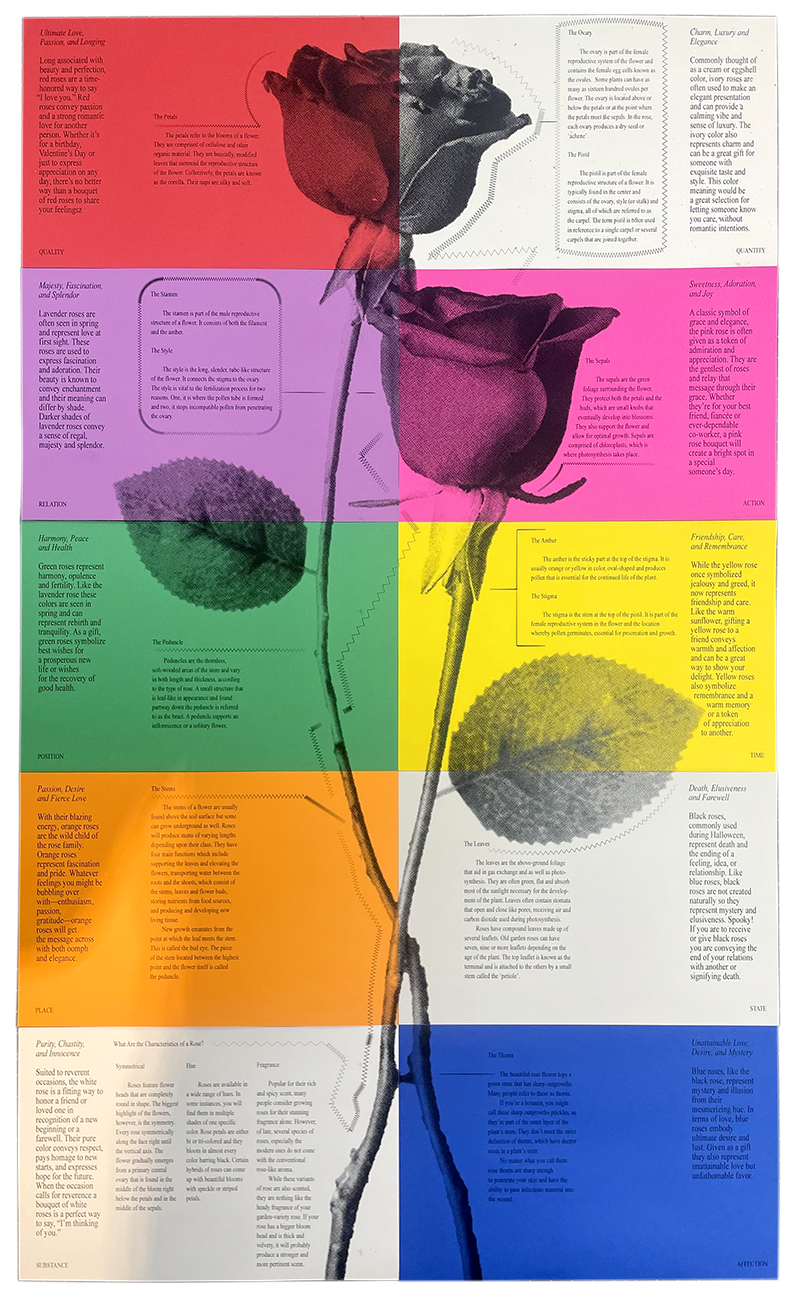 Ultimate Love,
Passion, and Longing
Long associated with
beauty and perfection,
red roses are a time-
honored way to say
“I love you.” Red
roses convey passion
and a strong romantic
love for another
person. Whether it’s
for a birthday,
Valentine’s Day or
just to express
appreciation on any
day, there’s no better
way than a bouquet
of red roses to share
your feelings2
QUALITY
The Petals
The petals refer to the blooms of a flower.
They are comprised of cellulose and other
organic material. They are basically, modified
leaves that surround the reproductive structure
of the flower. Collectively, the petals are known
as the corolla. These naps are silky and soft.
The Ovary
The ovary is part of the female
reproductive system of the flower and
contains the female egg cells known as
the ovules. Some plants can have as
many as sixteen hundred ovules per
flower. The ovary is located above or
below the petals or at the point where
the petals meet the sepals. In the rose,
each ovary produces a dry seed or
‘achene’.
The Pistil
The pistil is part of the female
reproductive structure of a flower. It is
typically found in the center and
consists of the ovary, style (or stalk) and
stigma, all of which are referred to as
the carpel. The term pistil is often used
in reference to a single carpel or several
carpels that are joined together.
Charm, Luxury and
Elegance
Commonly thought of
as a cream or eggshell
color, ivory roses are
often used to make an
elegant presentation
and can provide a
calming vibe and
sense of luxury. The
ivory color also
represents charm and
can be a great gift for
someone with
exquisite taste and
style. This color
meaning would be
a great selection for
letting someone know
you care, without
romantic intentions.
QUANTITY
Majesty, Fascination,
and Splendor
Lavender roses are
often seen in spring
and represent love at
first sight. These
roses are used to
express fascination
and adoration. Their
beauty is known to
convey enchantment
and their meaning can
differ by shade.
Darker shades of
lavender roses convey
a sense of regal,
majesty and splendor.
RELATION
The Stamen
The stamen is part of the male reproductive
structure of a flower. It consists of both the filament
and the anther.
The Style
The style is the long, slender, tube-like structure
of the flower. It connects the stigma to the ovary.
The style is vital to the fertilization process for two
reasons. One, it is where the pollen tube is formed
and two, it stops incompatible pollen from penetrating
the ovary.
The Sepals
The sepals are the green
foliage surrounding the flower.
They protect both the petals and the
buds, which are small knobs that
eventually develop into blossoms.
They also support the flower and
allow for optimal growth. Sepals are
comprised of chloroplasts, which is
where photosynthesis takes place.
Sweetness, Adoration,
and Joy
A classic symbol of
grace and elegance,
the pink rose is often
given as a token of
admiration and
appreciation. They are
the gentlest of roses
and relay that
message through their
grace. Whether
they’re for your best
friend, fiancée or
ever-dependable
co-worker, a pink
rose bouquet will
create a bright spot in
a special
someone’s day.
ACTION
Harmony, Peace
and Health
Green roses represent
harmony, opulence
and fertility. Like the
lavender rose these
colors are seen in
spring and can
represent rebirth and
tranquility. As a gift,
green roses symbolize
best wishes for
a prosperous new
life or wishes
for the recovery of
good health.
POSITION
The Peduncle
Peduncles are the thornless,
soft-wooded areas of the stem and vary
in both length and thickness, according
to the type of rose. A small structure that
is leaf-like in appearance and found
partway down the peduncle is referred
to as the bract. A peduncle supports an
inflorescence or a solitary flower.
The Anther
The anther is the sticky part at the top of the stigma. It is
usually orange or yellow in color, oval-shaped and produces
pollen that is essential for the continued life of the plant.
The Stigma
The stigma is the stem at the top of the pistil. It is part of the
female reproductive system in the flower and the location
whereby pollen germinates, essential for procreation and growth.
Friendship, Care,
and Remembrance
While the yellow rose
once symbolized
jealousy and greed, it
now represents
friendship and care.
Like the warm
sunflower, gifting a
yellow rose to a
friend conveys
warmth and affection
and can be a great
way to show your
delight. Yellow roses
also symbolize
remembrance and a
warm memory
or a token
of appreciation
to another.
TIME
Passion, Desire
and Fierce Love
With their blazing
energy, orange roses
are the wild child of
the rose family.
Orange roses
represent fascination
and pride. Whatever
feelings you might be
bubbling over
with—enthusiasm,
passion,
gratitude—orange
roses will get
the message across
with both oomph
and elegance.
PLACE
The Stems
The stems of a flower are usually
found above the soil surface but some
can grow underground as well. Roses
will produce stems of varying lengths
depending upon their class. They have
four main functions which include
supporting the leaves and elevating the
flowers, transporting water between the
roots and the shoots, which consist of
the stems, leaves and flower buds,
storing nutrients from food sources,
and producing and developing new
living tissue.
New growth emanates from the
point at which the leaf meets the stem.
This is called the bud eye. The piece
of the stem located between the highest
point and the flower itself is called
the peduncle.
The Leaves
The leaves are the above-ground foliage
that aid in gas exchange and as well as photo-
synthesis. They are often green, flat and absorb
most of the sunlight necessary for the develop-
ment of the plant. Leaves often contain stomata
that open and close like pores, receiving air and
carbon dioxide used during photosynthesis.
Roses have compound leaves made up of
several leaflets. Old garden roses can have
seven, nine or more leaflets depending on the
age of the plant. The top leaflet is known as the
terminal and is attached to the others by a small
stem called the ‘petiole’.
Death, Elusiveness
and Farewell
Black roses,
commonly used
during Halloween,
represent death and
the ending of a
feeling, idea, or
relationship. Like
blue roses, black
roses are not created
naturally so they
represent mystery and
elusiveness. Spooky!
If you are to receive
or give black roses
you are conveying the
end of your relations
with another or
signifying death.
STATE
Purity, Chastity,
and Innocence
Suited to reverent
occasions, the white
rose is a fitting way to
honor a friend or
loved one in
recognition of a new
beginning or a
farewell. Their pure
color conveys respect,
pays homage to new
starts, and expresses
hope for the future.
When the occasion
calls for reverence a
bouquet of white
roses is a perfect way
to say, “I’m thinking
of you.”
SUBSTANCE
What Are the Characteristics of a Rose?
Symmetrical
Roses feature flower
heads that are completely
round in shape. The biggest
highlight of the flowers,
however, is the symmetry.
Every rose symmetrically
along the face right until
the vertical axis. The
flower gradually emerges
from a primary central
ovary that is found in the
middle of the bloom right
below the petals and in the
middle of the sepals.
Hue
Roses are available in
a wide range of hues. In
some instances, you will
find them in multiple
shades of one specific
color. Rose petals are either
bi or tri-colored and they
bloom in almost every
color barring black. Certain
hybrids of roses can come
up with beautiful blooms
with speckle or striped
petals.
Fragrance
Popular for their rich
and spicy scent, many
people consider growing
roses for their stunning
fragrance alone. However,
of late, several species of
roses, especially the
modern ones do not come
with the conventional
rose-like aroma.
While these variants
of rose are also scented,
they are nothing like the
heady fragrance of your
garden-variety rose. If your
rose has a bigger bloom
head and is thick and
velvety, it will probably
produce a stronger and
more pertinent scent.
The Thorns
The beautiful rose flower tops a
green stem that has sharp outgrowths.
Many people refer to these as thorns.
If you're a botanist, you might
call these sharp outgrowths prickles, as
they're part of the outer layer of the
plant's stem. They don't meet the strict
definition of thorns, which have deeper
roots in a plant's stem.
No matter what you call them
rose thorns are sharp enough
to penetrate your skin and have the
ability to pass infectious material into
the wound.
Unattainable Love,
Desire, and Mystery
Blue roses, like the
black rose, represent
mystery and illusion
from their
mesmerizing hue. In
terms of love, blue
roses embody
ultimate desire and
lust. Given as a gift
they also represent
unattainable love but
unfathomable favor.
AFFECTION